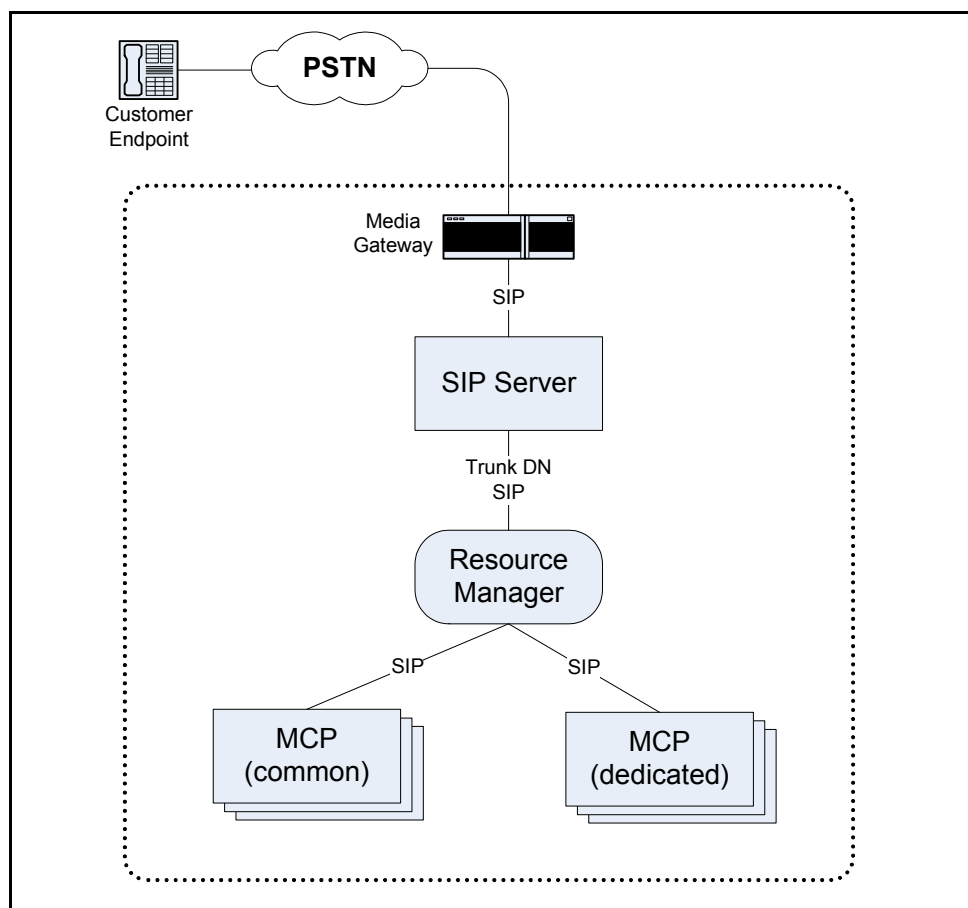 PSTN
Customer
Endpoint
Media
Gateway
SIP
SIP Server
Trunk DN
SIP
Resource
Manager
SIP
SIP
MCP
(common)
MCP
(dedicated)